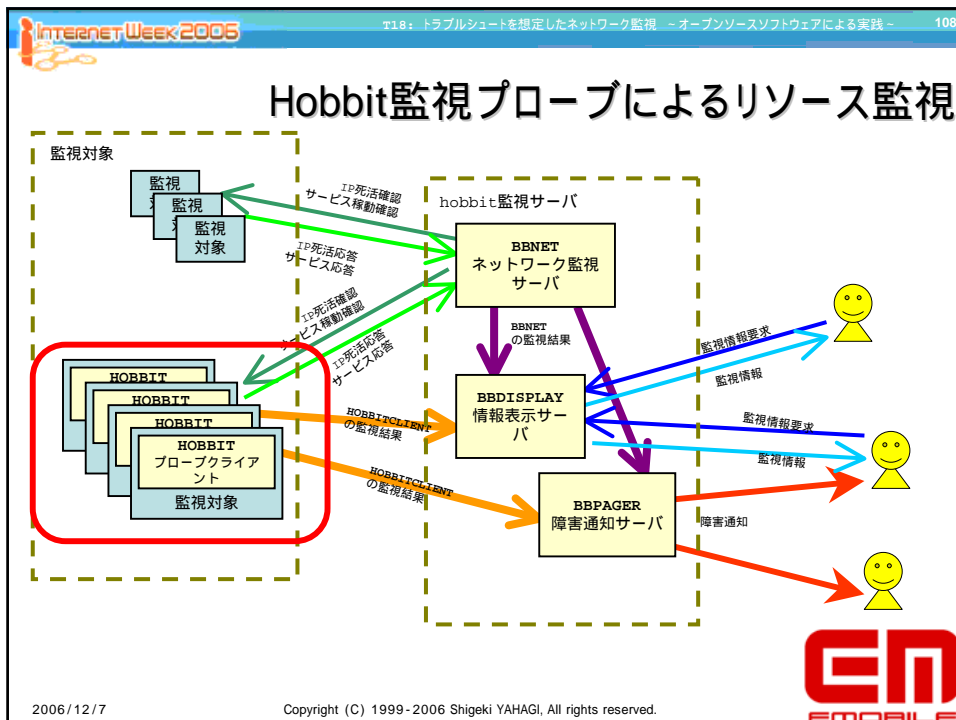 INTERNET WEEK 2006
T18: トラブルシュートを想定したネットワーク監視 ～オープンソースソフトウェアによる実践～ 108
Hobbit監視プローブによるリソース監視
監視対象
監視
対
監視
対
監視
対象
IP死活確認
サービス稼動確認
IP死活応答
サービス応答
hobbit監視サーバ
BBNET
ネットワーク監視
サーバ
IP死活確認
サービス稼動確認
IP死活応答
サービス応答
BBNET
の監視結果
監視情報要求
監視情報
HOBBIT
HOBBIT
HOBBIT
HOBBIT
プローブクライア
ント
監視対象
HOBBITCLIENT
の監視結果
BBDISPLAY
情報表示サー
バ
監視情報要求
監視情報
HOBBITCLIENT
の監視結果
BBPAGER
障害通知サーバ
障害通知
EM
EMOBILE
2006/12/7
Copyright (C) 1999-2006 Shigeki YAHAGI, All rights reserved.